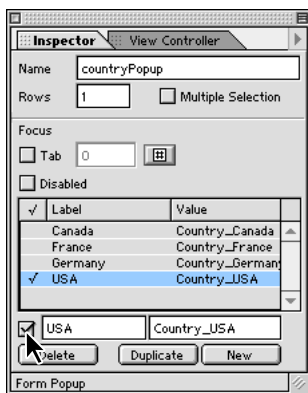 Inspector View Controller
Name countryPopup
Rows 1 Multiple Selection
Focus
Tab 0
Disabled
√ Label Value
Canada Country_Canada
France Country_France
Germany Country_German
√ USA Country_USA
USA Country_USA
Delete Duplicate New
Form Popup